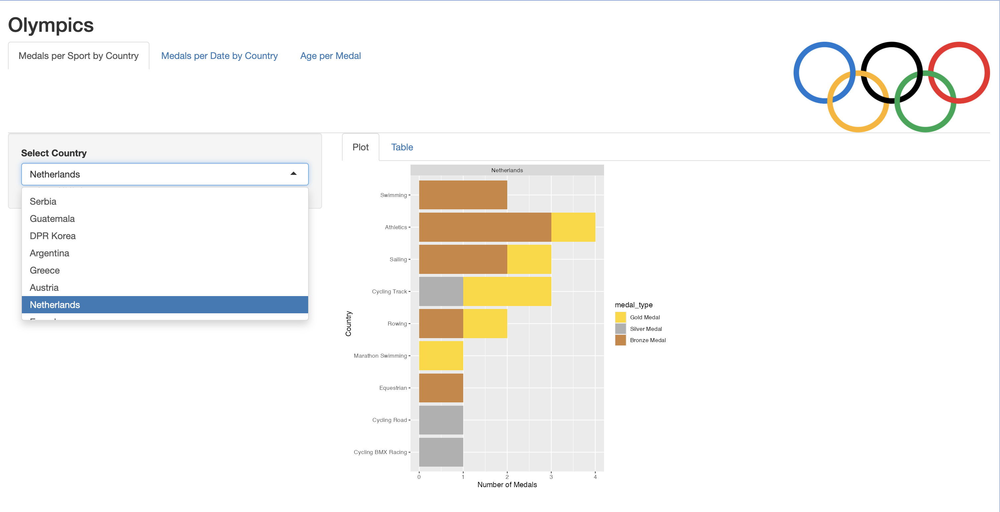 Olympics
Medals per Sport by Country
Medals per Date by Country
Age per Medal
Select Country
Netherlands
Serbia
Guatemala
DPR Korea
Argentina
Greece
Austria
Netherlands
Plot
Table
Netherlands
Swimming
Athletics
Sailing
Cycling Track
Rowing
Marathon Swimming
Equestrian
Cycling Road
Cycling BMX Racing
Country
0 1 2 3 4
Number of Medals
medal_type
Gold Medal
Silver Medal
Bronze Medal